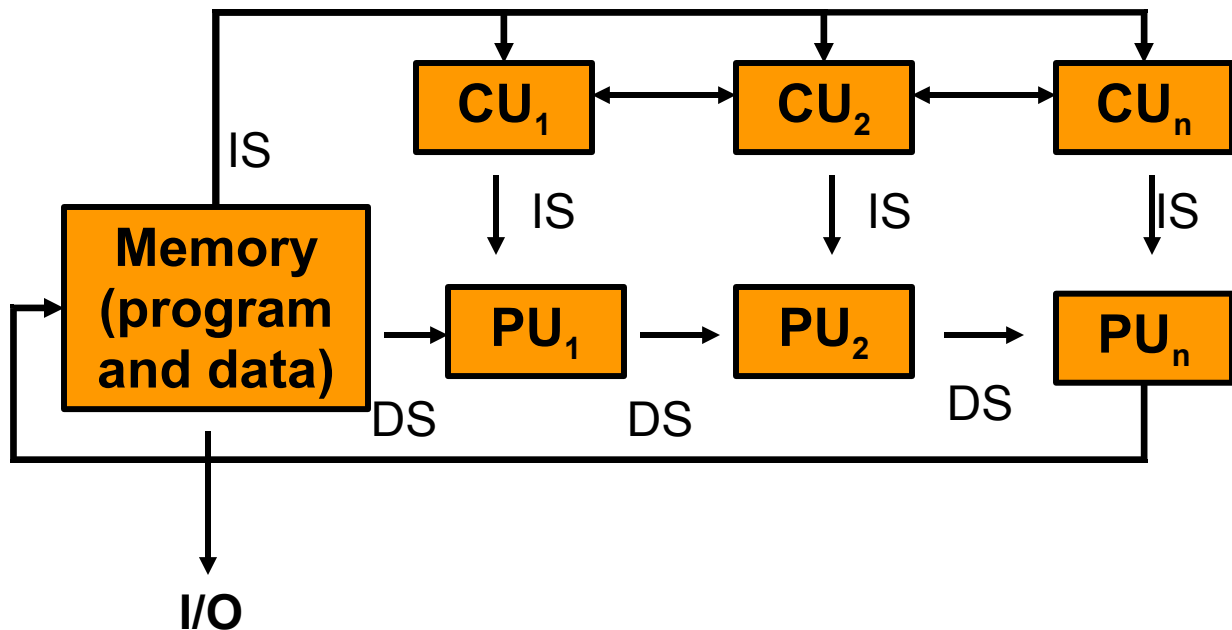 CU₁
CU₂
CUₙ
IS
IS
IS
IS
Memory
(program
and data)
PU₁
PU₂
PUₙ
DS
DS
DS
I/O